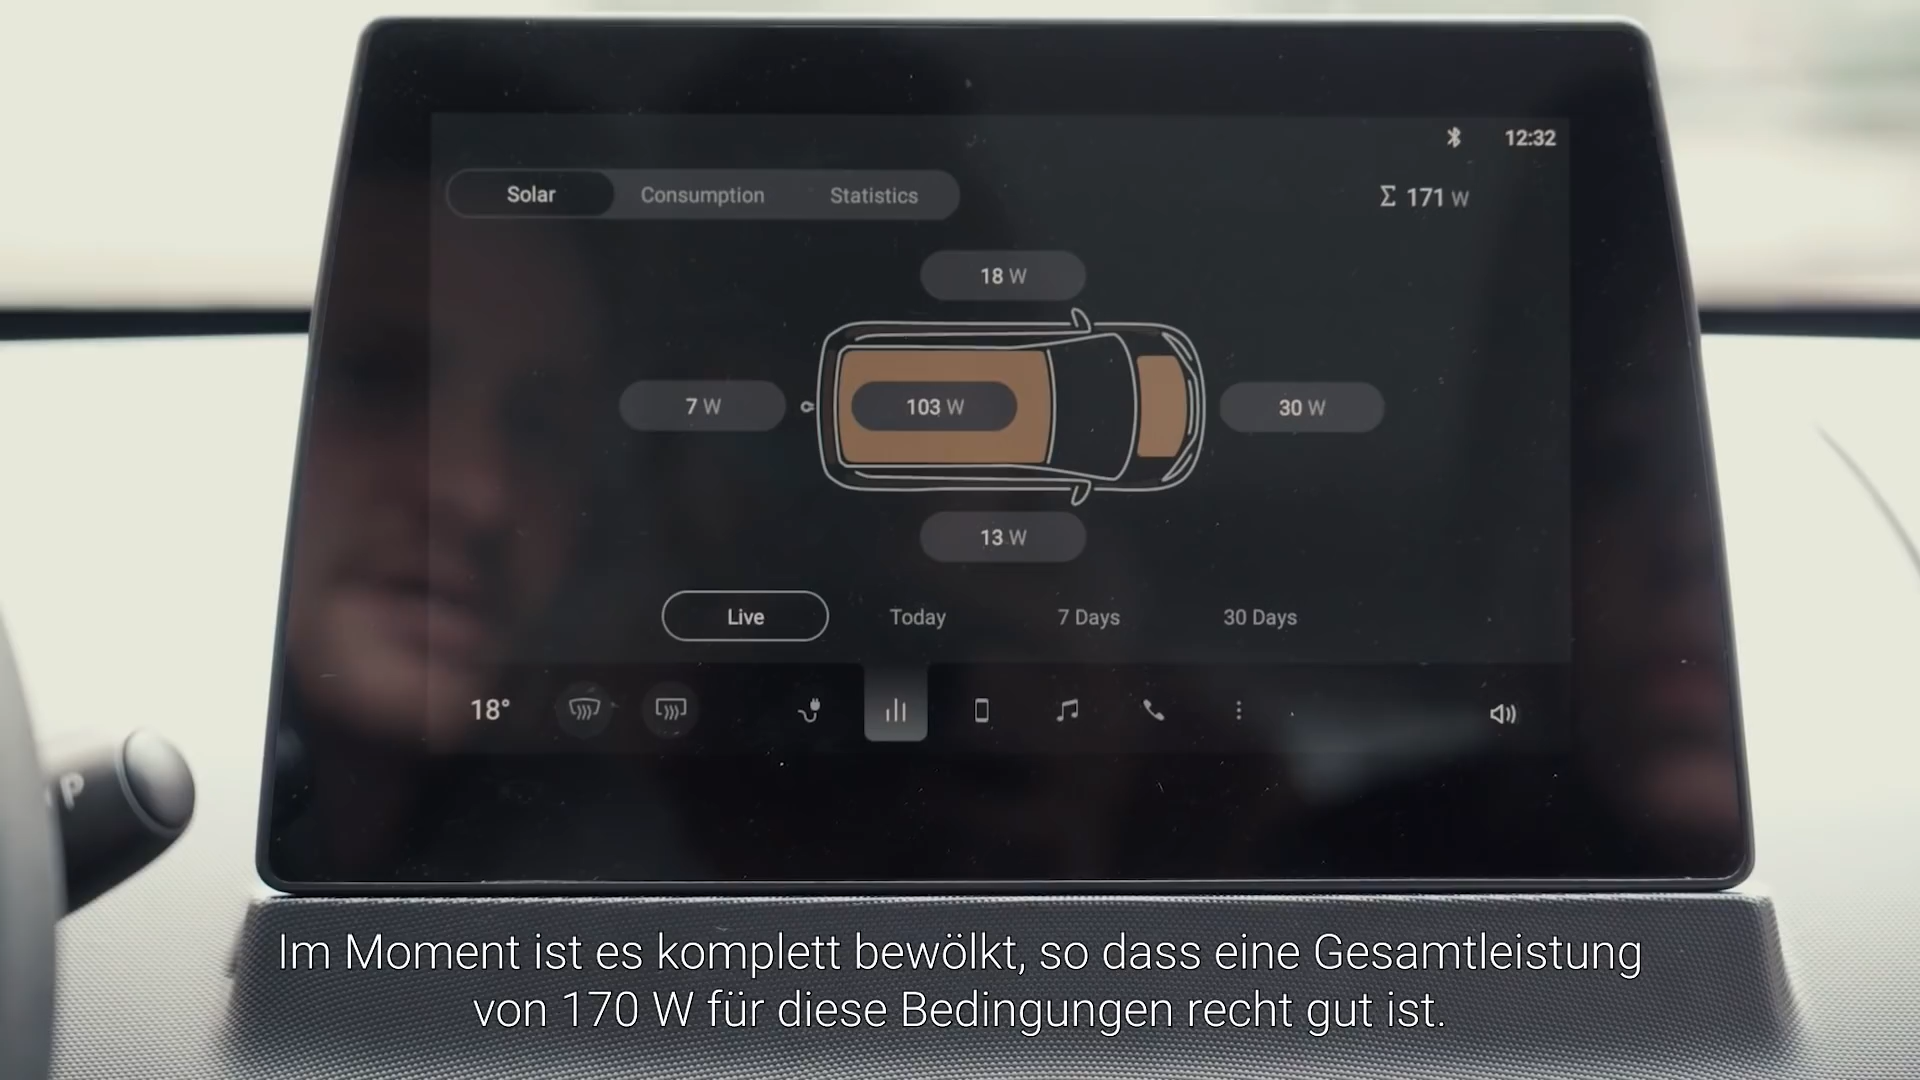 12:32
Solar Consumption Statistics Σ 171 W
18 W
7 W 103 W 30 W
13 W
Live Today 7 Days 30 Days
18°
P
Im Moment ist es komplett bewölkt, so dass eine Gesamtleistung
von 170 W für diese Bedingungen recht gut ist.